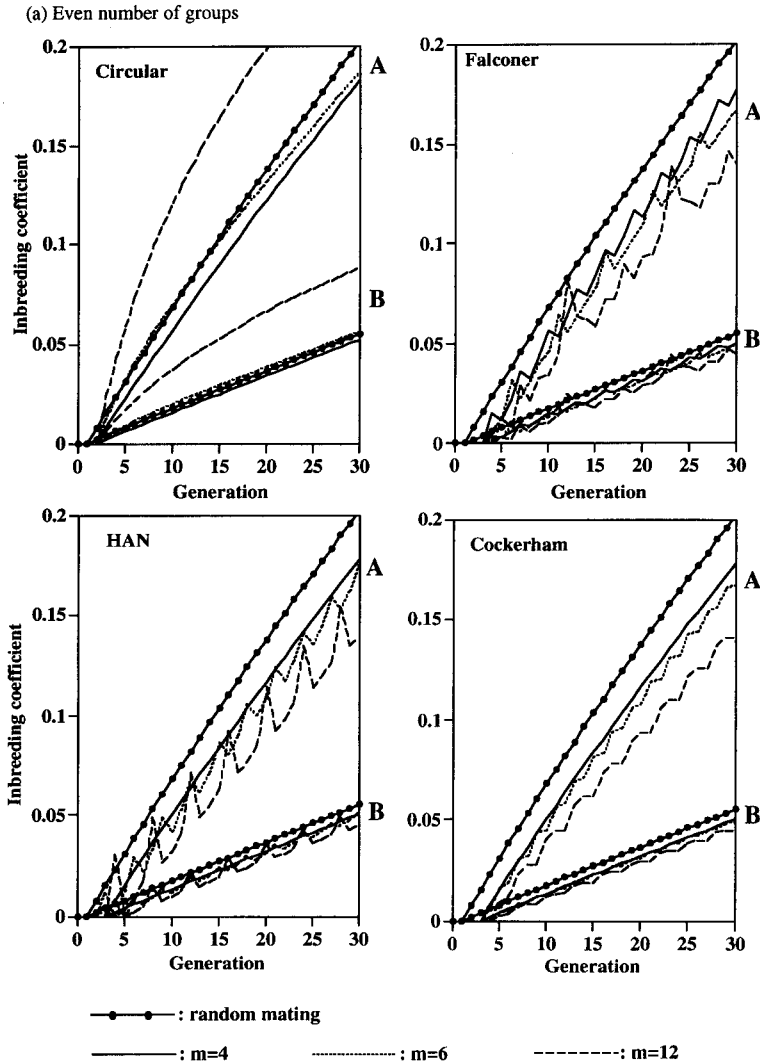 (a) Even number of groups
Circular
A
B
0.2
0.15
0.1
0.05
0
Inbreeding coefficient
0 5 10 15 20 25 30
Generation
Falconer
A
B
0.2
0.15
0.1
0.05
0
0 5 10 15 20 25 30
Generation
HAN
A
B
0.2
0.15
0.1
0.05
0
Inbreeding coefficient
0 5 10 15 20 25 30
Generation
Cockerham
A
B
0.2
0.15
0.1
0.05
0
0 5 10 15 20 25 30
Generation
: random mating
: m=4 : m=6 : m=12